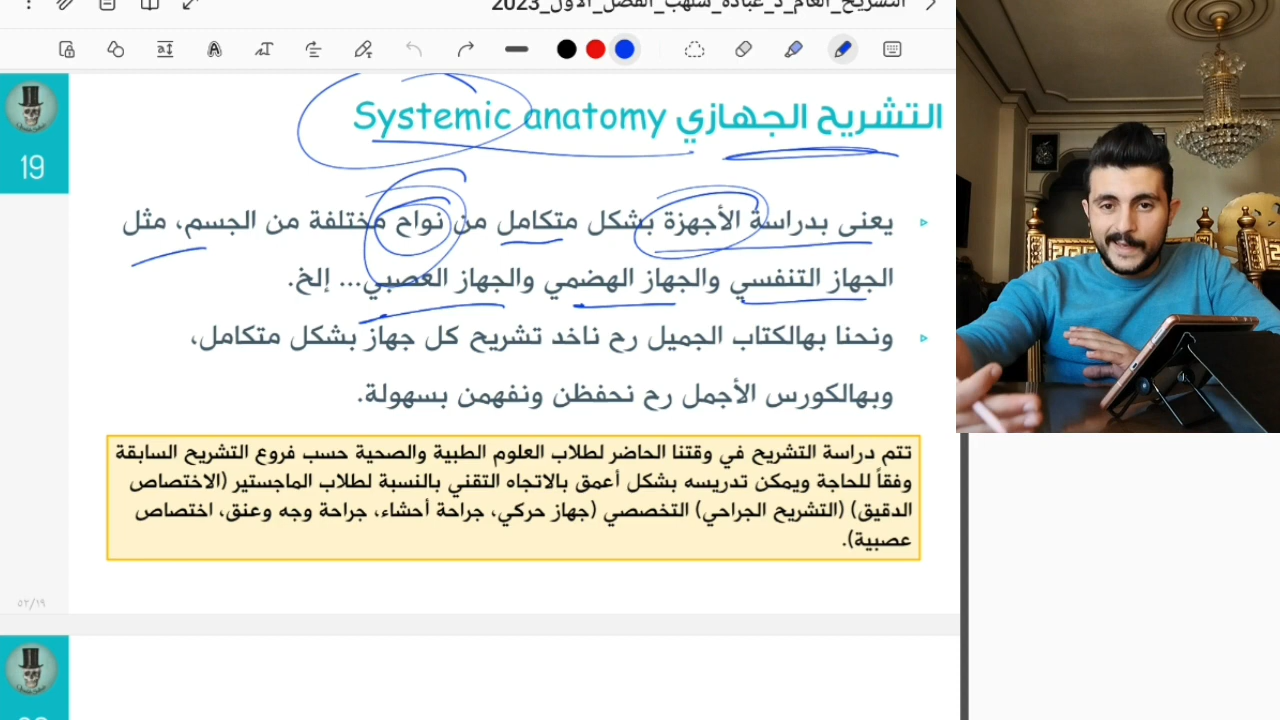 التشريح_العام_د_عبادة_سلهب_الفصل_الأول_2023
19
التشريح الجهازي Systemic anatomy
يعنى بدراسة الأجهزة بشكل متكامل من نواح مختلفة من الجسم، مثل
الجهاز التنفسي والجهاز الهضمي والجهاز العصبي... إلخ.
ونحنا بهالكتاب الجميل رح ناخد تشريح كل جهاز بشكل متكامل،
وبهالكورس الأجمل رح نحفظن ونفهمن بسهولة.
تتم دراسة التشريح في وقتنا الحاضر لطلاب العلوم الطبية والصحية حسب فروع التشريح السابقة
وفقاً للحاجة ويمكن تدريسه بشكل أعمق بالاتجاه التقني بالنسبة لطلاب الماجستير (الاختصاص
الدقيق) (التشريح الجراحي) التخصصي (جهاز حركي، جراحة أحشاء، جراحة وجه وعنق، اختصاص
عصبية).
٥٢/١٩